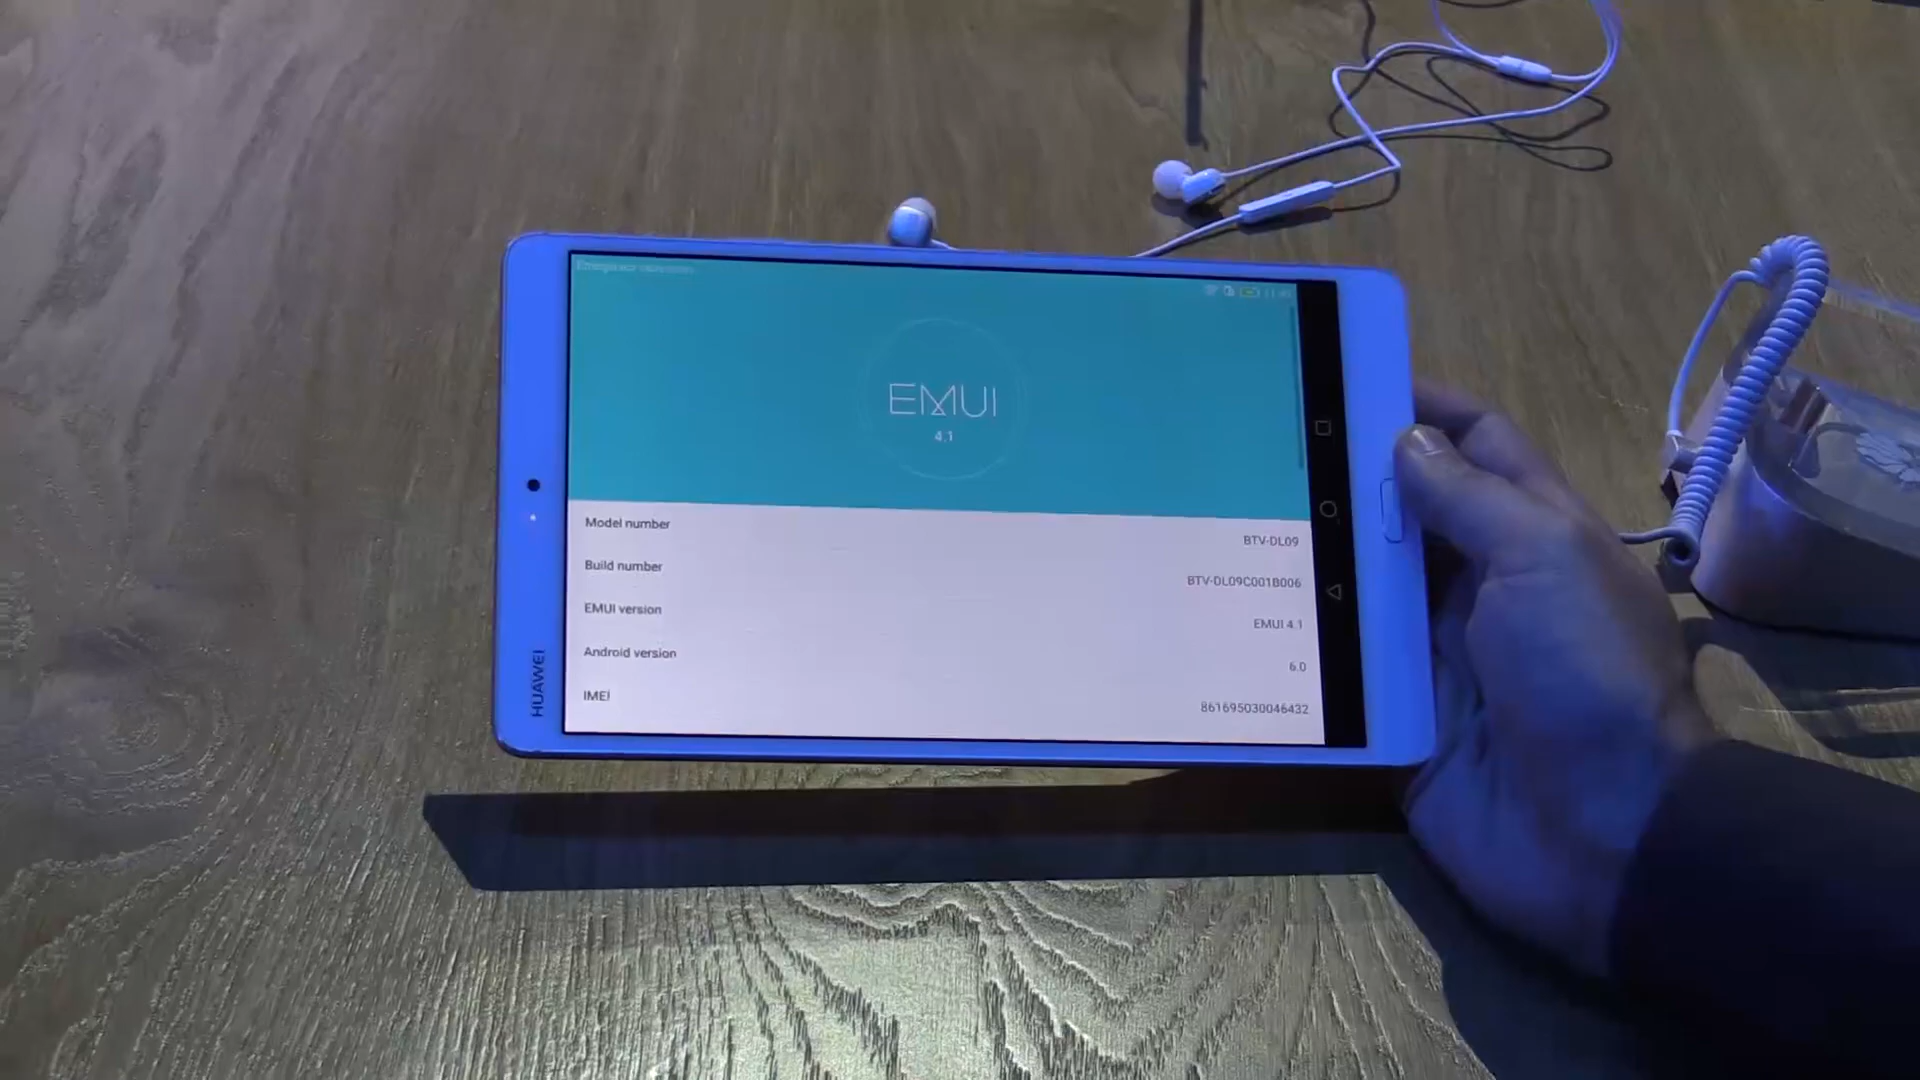 EMUI
4.1
Model number
BTV-DL09
Build number
BTV-DL09C001B006
EMUI version
EMUI 4.1
Android version
6.0
IMEI
861695030046432
HUAWEI